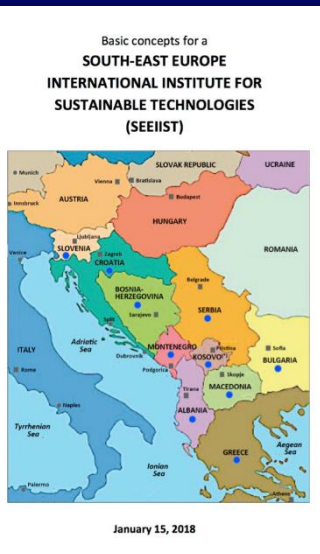 Basic concepts for a
SOUTH-EAST EUROPE
INTERNATIONAL INSTITUTE FOR
SUSTAINABLE TECHNOLOGIES
(SEEIIST)
SLOVAK REPUBLIC
UKRAINE
Munich
Vienna
Bratislava
Innsbruck
Budapest
AUSTRIA
HUNGARY
Ljubljana
ROMANIA
SLOVENIA
Zagreb
Venice
CROATIA
BOSNIA-
HERZEGOVINA
Belgrade
Sarajevo
SERBIA
Split
ITALY
Adriatic
Sea
MONTENEGRO
Pristina
Dubrovnik
KOSOVO
Sofia
Rome
Podgorica
Skopje
BULGARIA
Tirana
MACEDONIA
Naples
ALBANIA
Tyrrhenian
Sea
Aegean
Sea
Ionian
Sea
GREECE
Palermo
Athens
January 15, 2018